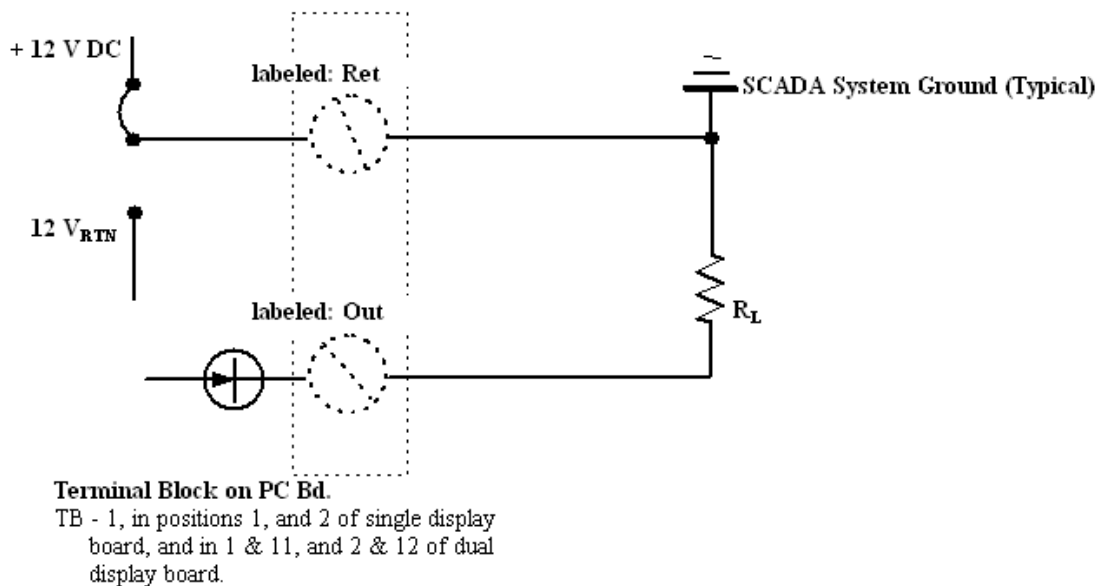 + 12 V DC
labeled: Ret
SCADA System Ground (Typical)
12 VRTN
labeled: Out
RL
Terminal Block on PC Bd.
TB - 1, in positions 1, and 2 of single display
board, and in 1 & 11, and 2 & 12 of dual
display board.